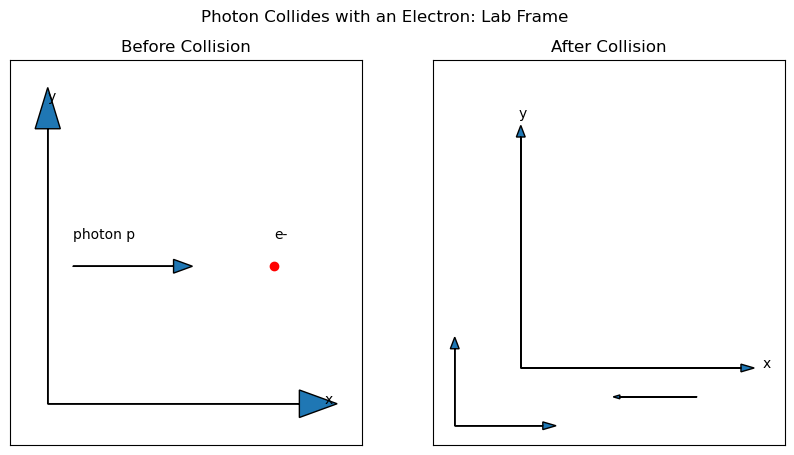 Photon Collides with an Electron: Lab Frame
Before Collision
y
photon p
e-
x
After Collision
y
x